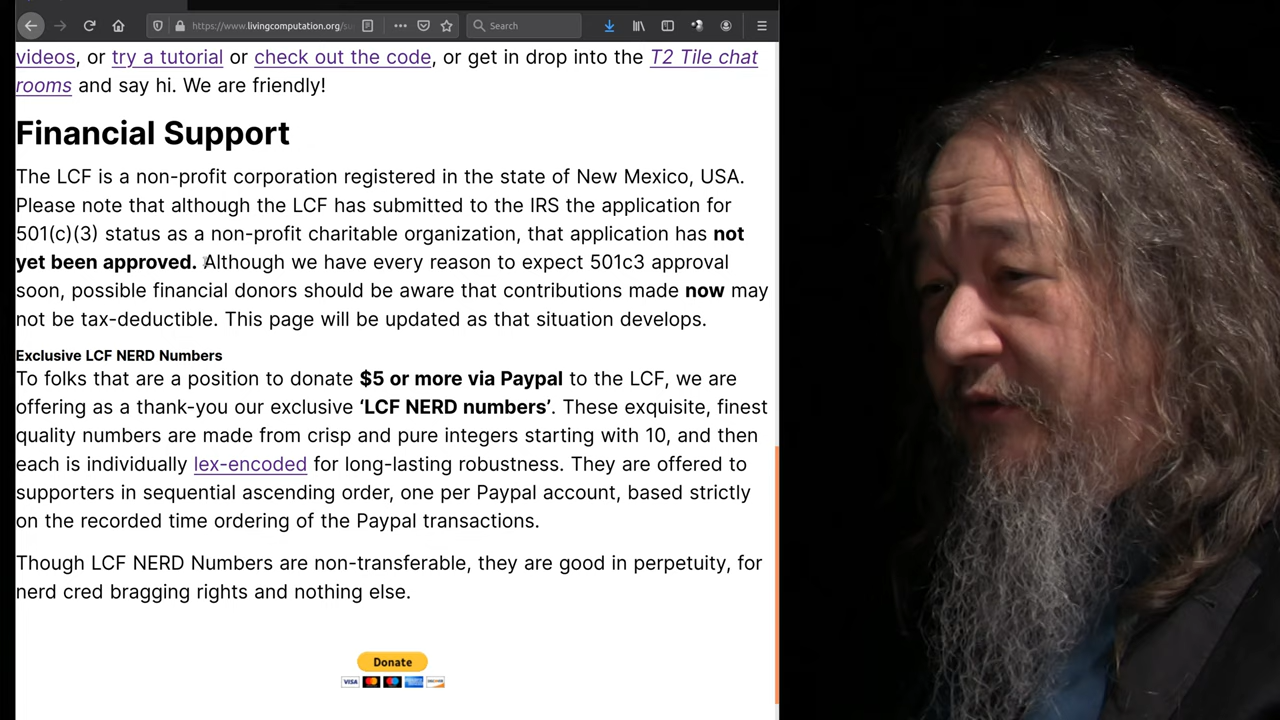 https://www.livingcomputation.org/su
Search
videos, or try a tutorial or check out the code, or get in drop into the T2 Tile chat
rooms and say hi. We are friendly!
Financial Support
The LCF is a non-profit corporation registered in the state of New Mexico, USA.
Please note that although the LCF has submitted to the IRS the application for
501(c)(3) status as a non-profit charitable organization, that application has not
yet been approved. Although we have every reason to expect 501c3 approval
soon, possible financial donors should be aware that contributions made now may
not be tax-deductible. This page will be updated as that situation develops.
Exclusive LCF NERD Numbers
To folks that are a position to donate $5 or more via Paypal to the LCF, we are
offering as a thank-you our exclusive ‘LCF NERD numbers’. These exquisite, finest
quality numbers are made from crisp and pure integers starting with 10, and then
each is individually lex-encoded for long-lasting robustness. They are offered to
supporters in sequential ascending order, one per Paypal account, based strictly
on the recorded time ordering of the Paypal transactions.
Though LCF NERD Numbers are non-transferable, they are good in perpetuity, for
nerd cred bragging rights and nothing else.
Donate
VISA